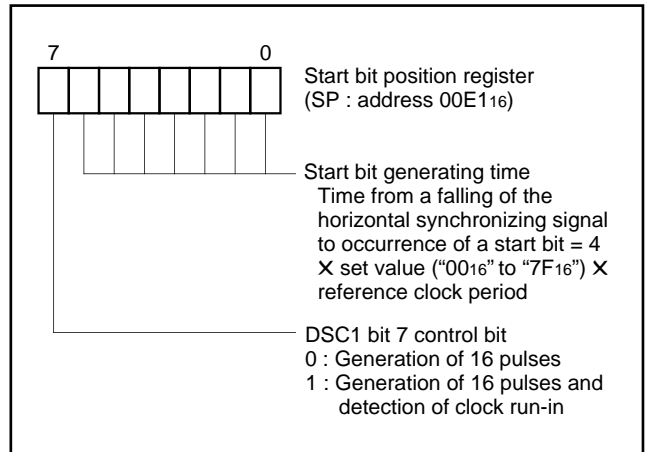 7 0
Start bit position register
(SP : address 00E1₁₆)
Start bit generating time
Time from a falling of the
horizontal synchronizing signal
to occurrence of a start bit = 4
✕ set value (“00₁₆” to “7F₁₆”) ✕
reference clock period
DSC1 bit 7 control bit
0 : Generation of 16 pulses
1 : Generation of 16 pulses and
detection of clock run-in